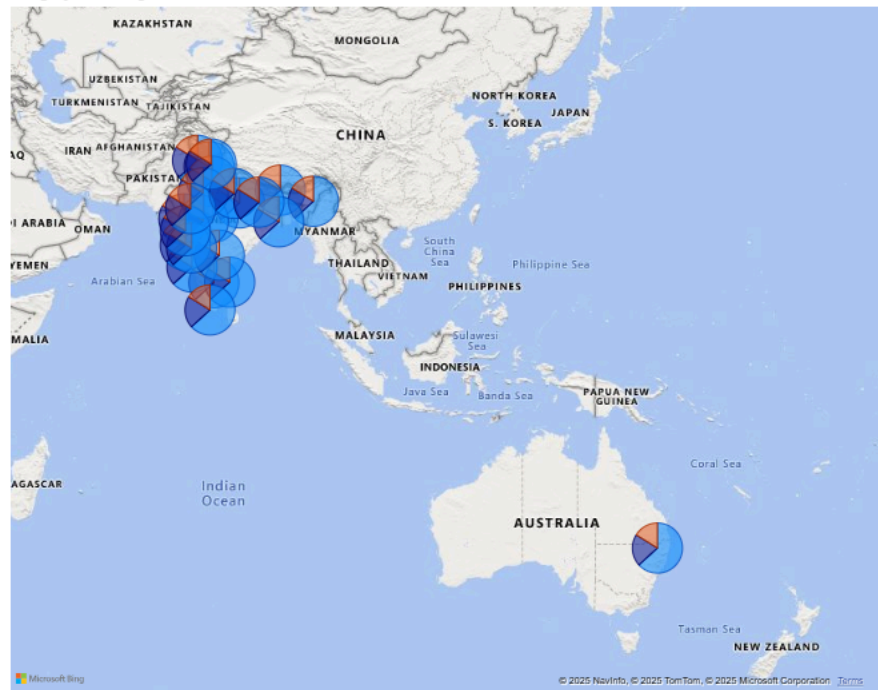 KAZAKHSTAN
MONGOLIA
UZBEKISTAN
TURKMENISTAN
TAJIKISTAN
NORTH KOREA
JAPAN
S. KOREA
CHINA
IRAN
AFGHANISTAN
AQ
PAKISTAN
DI ARABIA
OMAN
MYANMAR
YEMEN
South
China
Sea
THAILAND
VIETNAM
Philippine Sea
Arabian Sea
PHILIPPINES
MALIA
MALAYSIA
Sulawesi
Sea
INDONESIA
Java Sea
Banda Sea
PAPUA NEW
GUINEA
AGASCAR
Indian
Ocean
Coral Sea
AUSTRALIA
Tasman Sea
NEW ZEALAND
Microsoft Bing
© 2025 NavInfo, © 2025 TomTom, © 2025 Microsoft Corporation Terms